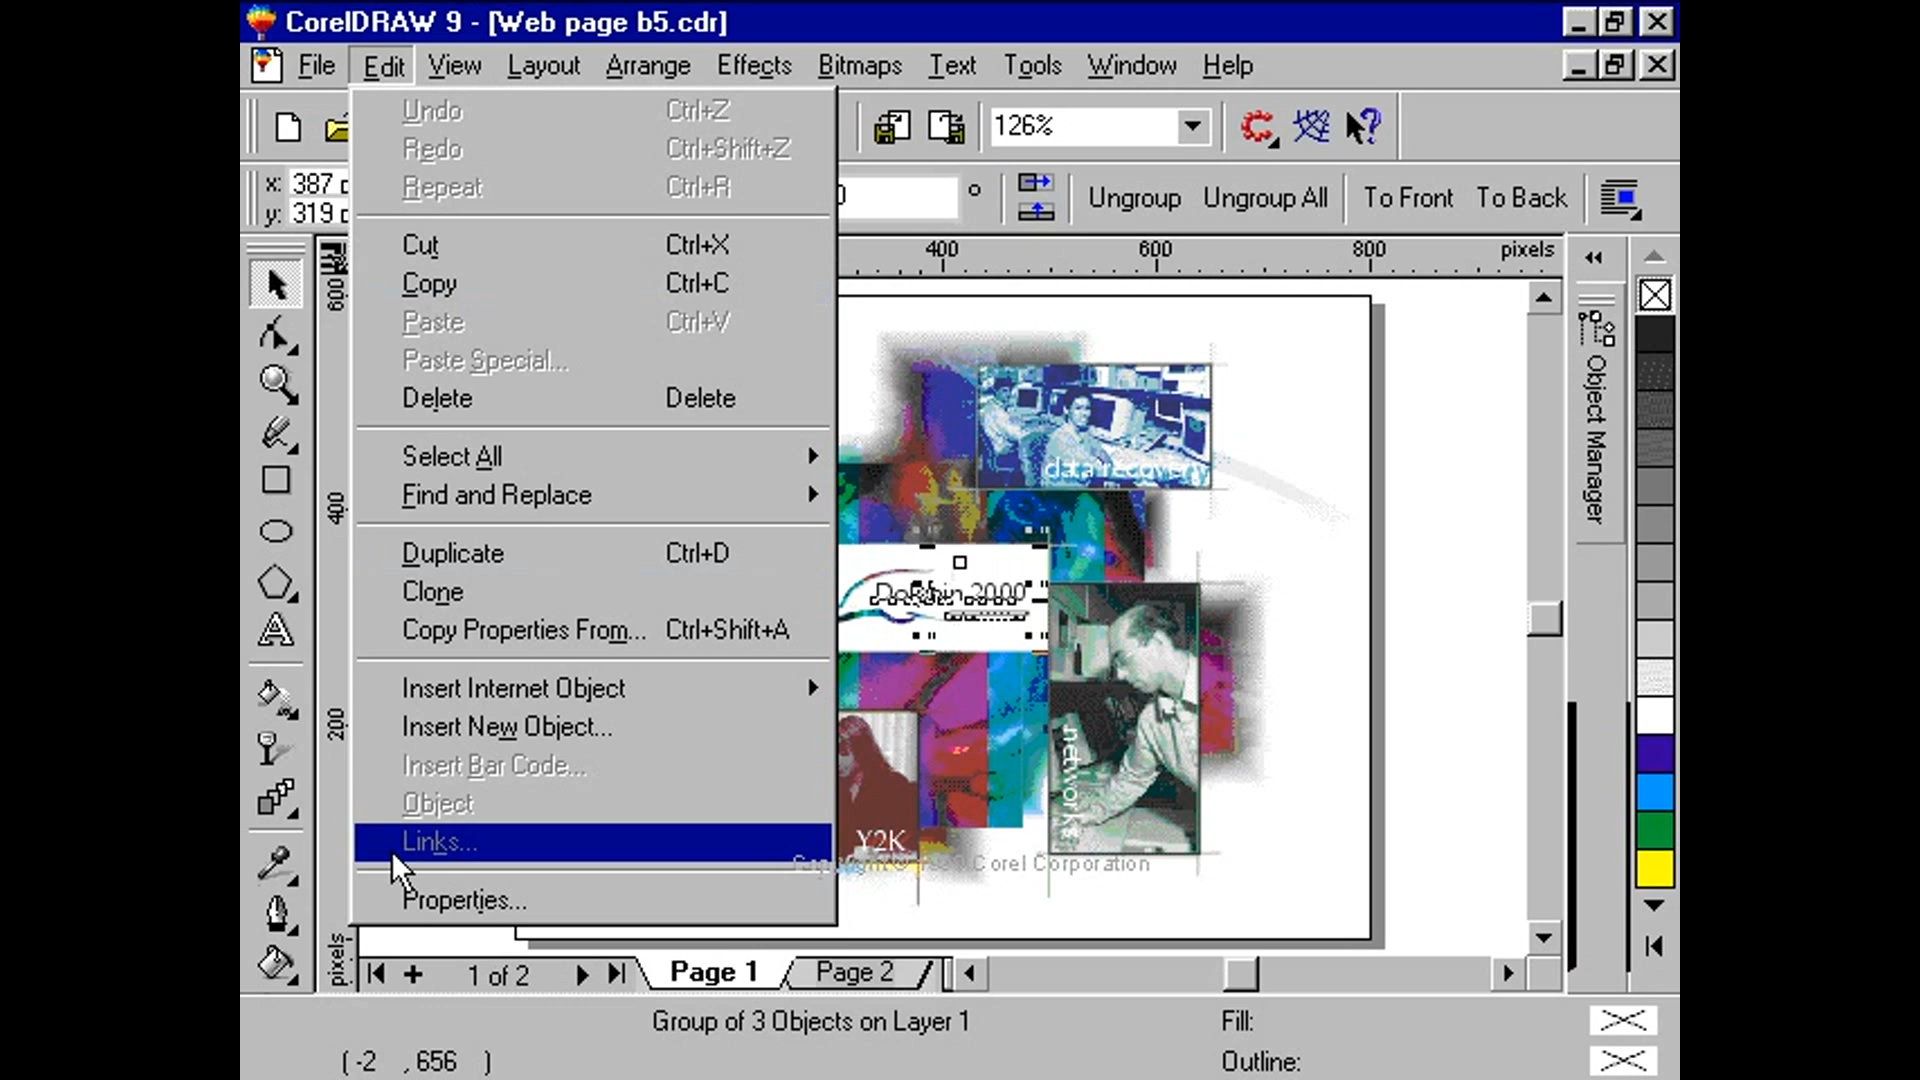 CorelDRAW 9 - [Web page b5.cdr]
File Edit View Layout Arrange Effects Bitmaps Text Tools Window Help
Undo Ctrl+Z
Redo Ctrl+Shift+Z
Repeat Ctrl+R
Cut Ctrl+X
Copy Ctrl+C
Paste Ctrl+V
Paste Special...
Delete Delete
Select All
Find and Replace
Duplicate Ctrl+D
Clone
Copy Properties From... Ctrl+Shift+A
Insert Internet Object
Insert New Object...
Insert Bar Code...
Object
Links...
Properties...
126%
x: 387
y: 319
Ungroup Ungroup All To Front To Back
400 600 800 pixels
600
400
200
pixels
Object Manager
data recovery
2000
networks
Y2K
Corel Corporation
1 of 2 Page 1 Page 2
Group of 3 Objects on Layer 1 Fill:
( -2 , 656 ) Outline: